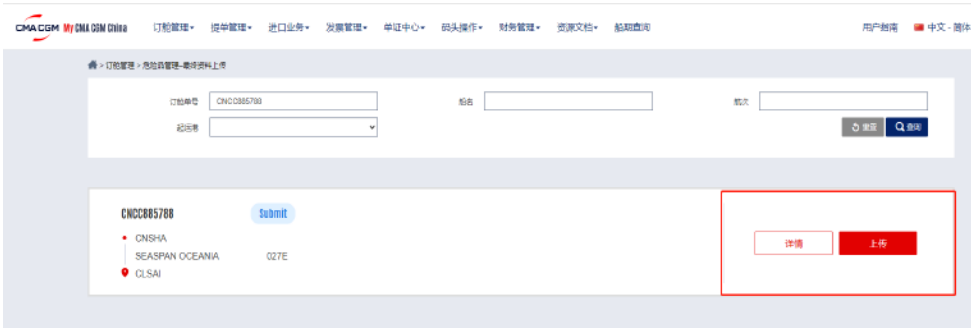 CMA CGM My CMA CGM China 订舱管理 提单管理 进口业务 发票管理 单证中心 码头操作 财务管理 资源文档 船期查询 用户指南 中文 - 简体
> 订舱管理 > 危险品管理-最终资料上传
订舱单号 CNCC885788 船名 航次
起运港 重置 查询
CNCC885788 Submit
CNSHA
详情 上传
SEASPAN OCEANIA 027E
CLSAI